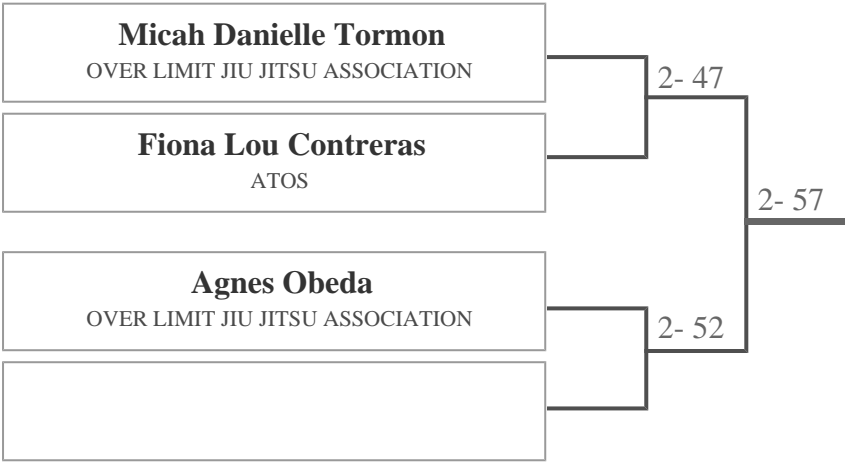 Micah Danielle Tormon
OVER LIMIT JIU JITSU ASSOCIATION
2- 47
Fiona Lou Contreras
ATOS
2- 57
Agnes Obeda
OVER LIMIT JIU JITSU ASSOCIATION
2- 52